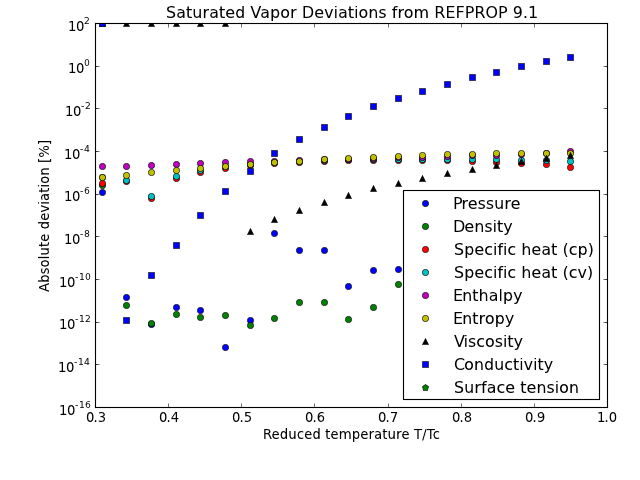 Saturated Vapor Deviations from REFPROP 9.1
10^2
10^0
10^-2
10^-4
10^-6
10^-8
10^-10
10^-12
10^-14
10^-16
Absolute deviation [%]
Pressure
Density
Specific heat (cp)
Specific heat (cv)
Enthalpy
Entropy
Viscosity
Conductivity
Surface tension
0.3 0.4 0.5 0.6 0.7 0.8 0.9 1.0
Reduced temperature T/Tc